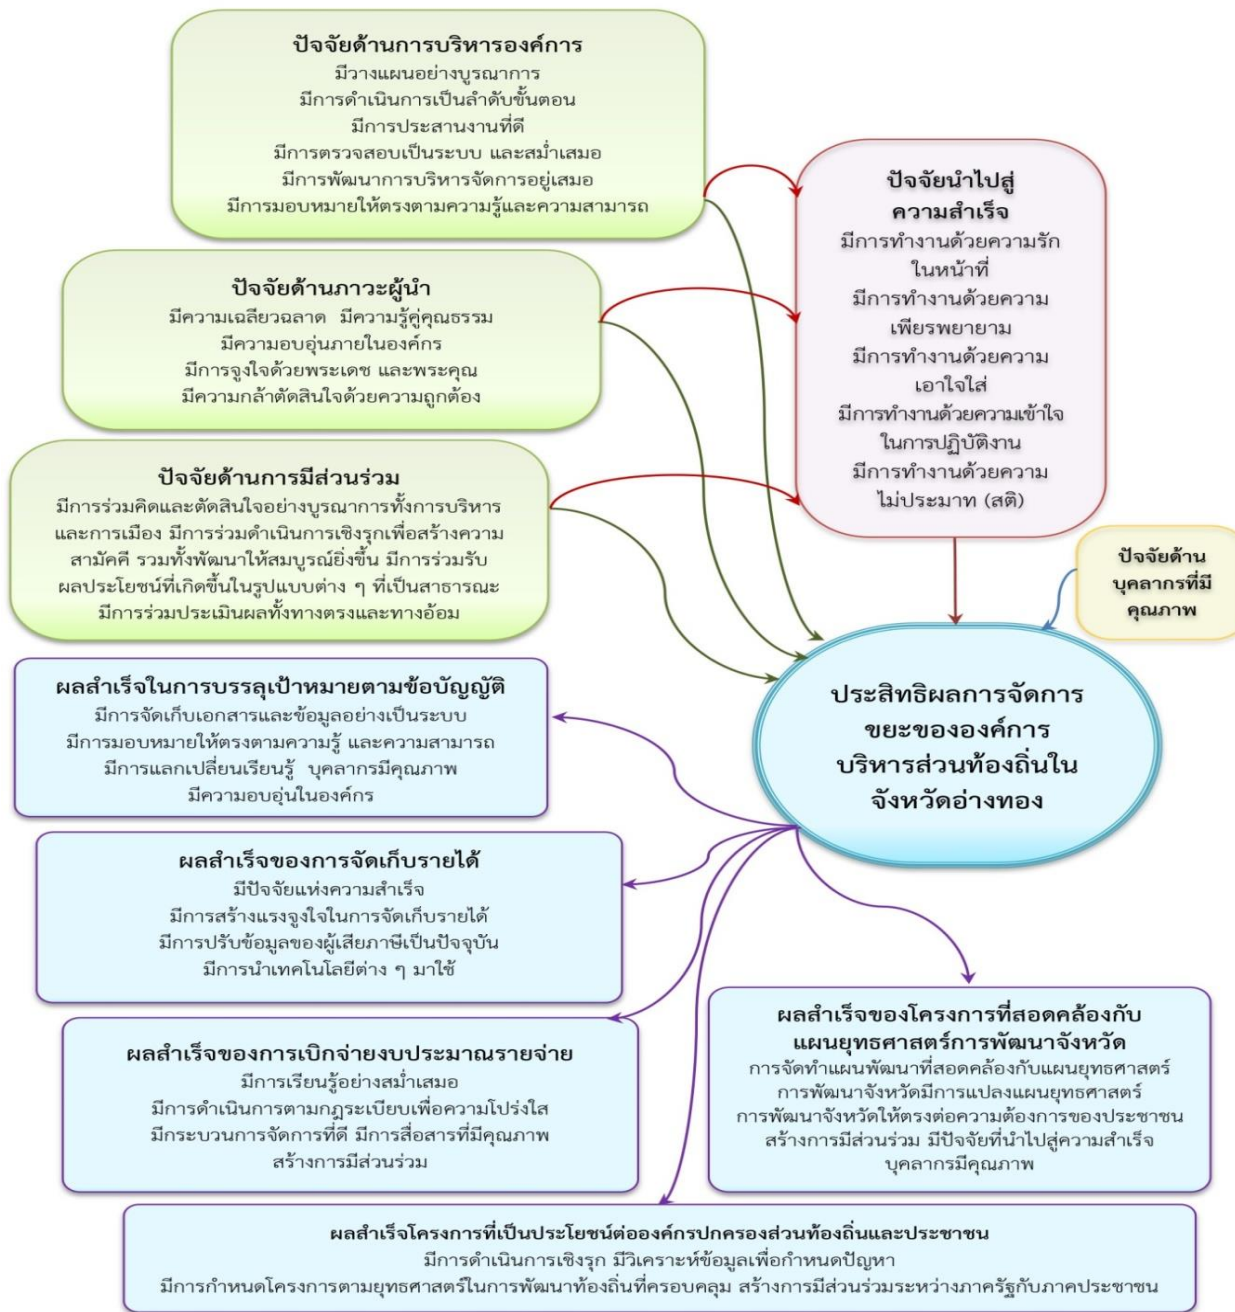 ปัจจัยด้านการบริหารองค์การ
มีวางแผนอย่างบูรณาการ
มีการดำเนินการเป็นลำดับขั้นตอน
มีการประสานงานที่ดี
มีการตรวจสอบเป็นระบบ และสม่ำเสมอ
มีการพัฒนาการบริหารจัดการอยู่เสมอ
มีการมอบหมายให้ตรงตามความรู้และความสามารถ
ปัจจัยนำไปสู่
ความสำเร็จ
มีการทำงานด้วยความรัก
ในหน้าที่
มีการทำงานด้วยความ
เพียรพยายาม
มีการทำงานด้วยความ
เอาใจใส่
มีการทำงานด้วยความเข้าใจ
ในการปฏิบัติงาน
มีการทำงานด้วยความ
ไม่ประมาท (สติ)
ปัจจัยด้านภาวะผู้นำ
มีความเฉลียวฉลาด มีความรู้คู่คุณธรรม
มีความอบอุ่นภายในองค์กร
มีการจูงใจด้วยพระเดช และพระคุณ
มีความกล้าตัดสินใจด้วยความถูกต้อง
ปัจจัยด้านการมีส่วนร่วม
มีการร่วมคิดและตัดสินใจอย่างบูรณาการทั้งการบริหาร
และการเมือง มีการร่วมดำเนินการเชิงรุกเพื่อสร้างความ
สามัคคี รวมทั้งพัฒนาให้สมบูรณ์ยิ่งขึ้น มีการร่วมรับ
ผลประโยชน์ที่เกิดขึ้นในรูปแบบต่าง ๆ ที่เป็นสาธารณะ
มีการร่วมประเมินผลทั้งทางตรงและทางอ้อม
ปัจจัยด้าน
บุคลากรที่มี
คุณภาพ
ประสิทธิผลการจัดการ
ขยะขององค์การ
บริหารส่วนท้องถิ่นใน
จังหวัดอ่างทอง
ผลสำเร็จในการบรรลุเป้าหมายตามข้อบัญญัติ
มีการจัดเก็บเอกสารและข้อมูลอย่างเป็นระบบ
มีการมอบหมายให้ตรงตามความรู้ และความสามารถ
มีการแลกเปลี่ยนเรียนรู้ บุคลากรมีคุณภาพ
มีความอบอุ่นในองค์กร
ผลสำเร็จของการจัดเก็บรายได้
มีปัจจัยแห่งความสำเร็จ
มีการสร้างแรงจูงใจในการจัดเก็บรายได้
มีการปรับข้อมูลของผู้เสียภาษีเป็นปัจจุบัน
มีการนำเทคโนโลยีต่าง ๆ มาใช้
ผลสำเร็จของการเบิกจ่ายงบประมาณรายจ่าย
มีการเรียนรู้อย่างสม่ำเสมอ
มีการดำเนินการตามกฎระเบียบเพื่อความโปร่งใส
มีกระบวนการจัดการที่ดี มีการสื่อสารที่มีคุณภาพ
สร้างการมีส่วนร่วม
ผลสำเร็จของโครงการที่สอดคล้องกับ
แผนยุทธศาสตร์การพัฒนาจังหวัด
การจัดทำแผนพัฒนาที่สอดคล้องกับแผนยุทธศาสตร์
การพัฒนาจังหวัดมีการแปลงแผนยุทธศาสตร์
การพัฒนาจังหวัดให้ตรงต่อความต้องการของประชาชน
สร้างการมีส่วนร่วม มีปัจจัยที่นำไปสู่ความสำเร็จ
บุคลากรมีคุณภาพ
ผลสำเร็จโครงการที่เป็นประโยชน์ต่อองค์กรปกครองส่วนท้องถิ่นและประชาชน
มีการดำเนินการเชิงรุก มีวิเคราะห์ข้อมูลเพื่อกำหนดปัญหา
มีการกำหนดโครงการตามยุทธศาสตร์ในการพัฒนาท้องถิ่นที่ครอบคลุม สร้างการมีส่วนร่วมระหว่างภาครัฐกับภาคประชาชน